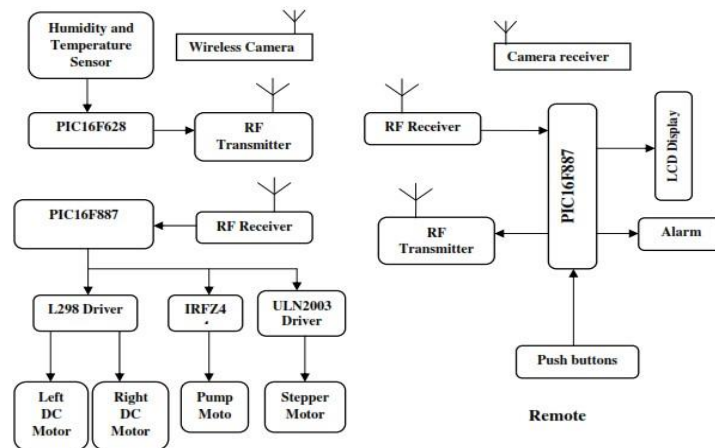 Humidity and
Temperature
Sensor
Wireless Camera
PIC16F628
RF
Transmitter
PIC16F887
RF Receiver
L298 Driver
IRFZ4
.
ULN2003
Driver
Left
DC
Motor
Right
DC
Motor
Pump
Moto
Stepper
Motor
Camera receiver
RF Receiver
PIC16F887
LCD Display
RF
Transmitter
Alarm
Push buttons
Remote